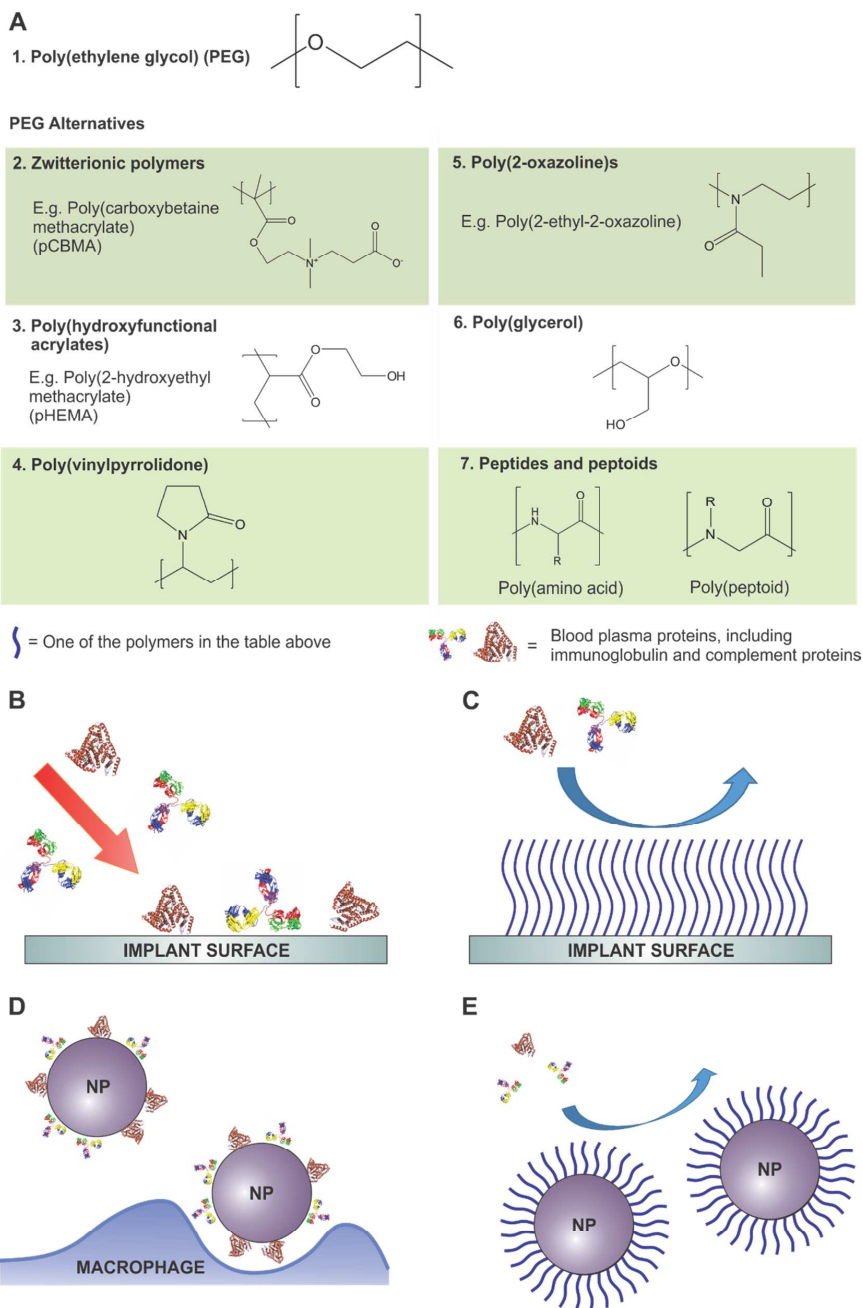 A
1. Poly(ethylene glycol) (PEG)
O
PEG Alternatives
2. Zwitterionic polymers
E.g. Poly(carboxybetaine
methacrylate)
(pCBMA)
O
O
N+
O
O-
3. Poly(hydroxyfunctional
acrylates)
E.g. Poly(2-hydroxyethyl
methacrylate)
(pHEMA)
O
O
OH
4. Poly(vinylpyrrolidone)
N
O
5. Poly(2-oxazoline)s
E.g. Poly(2-ethyl-2-oxazoline)
N
O
6. Poly(glycerol)
O
HO
7. Peptides and peptoids
H
N
O
R
Poly(amino acid)
R
N
O
Poly(peptoid)
= One of the polymers in the table above
= Blood plasma proteins, including
immunoglobulin and complement proteins
B
IMPLANT SURFACE
C
IMPLANT SURFACE
D
NP
NP
MACROPHAGE
E
NP
NP